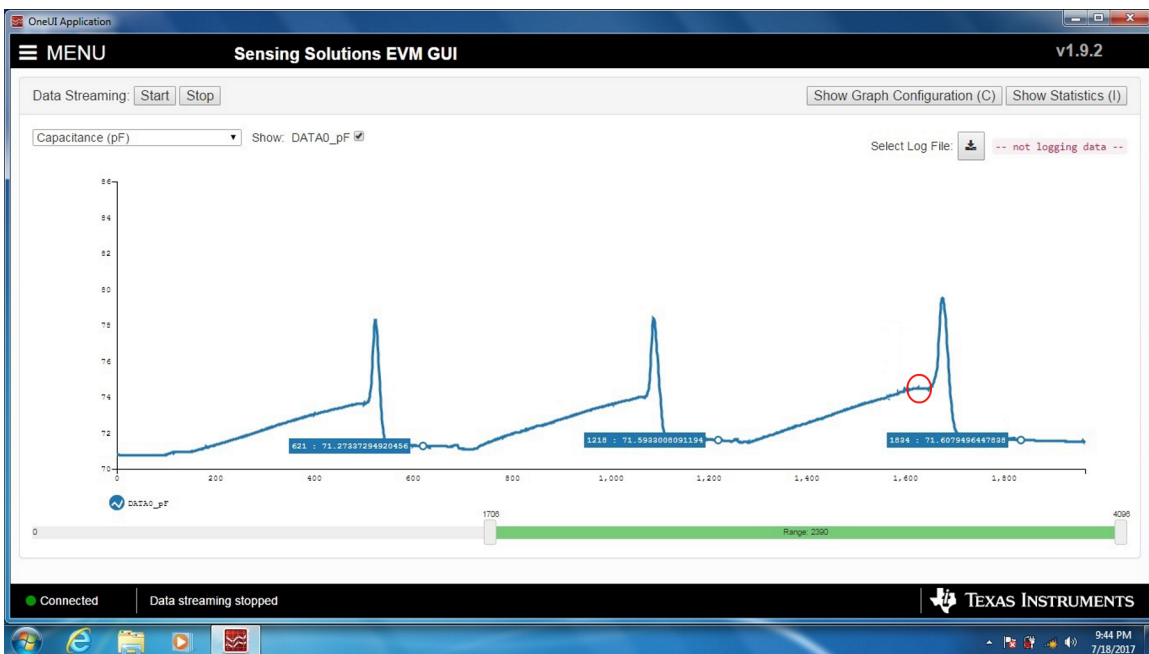 OneUI Application
MENU
Sensing Solutions EVM GUI
v1.9.2
Data Streaming: Start Stop
Show Graph Configuration (C) Show Statistics (I)
Capacitance (pF)
Show: DATA0_pF
Select Log File:
-- not logging data --
86
84
82
80
78
76
74
72
70
621 : 71.27337294920456
1218 : 71.5933008091194
1834 : 71.6079496447838
0 200 400 600 800 1,000 1,200 1,400 1,600 1,800
DATA0_pF
1706
4096
0
Range: 2390
Connected
Data streaming stopped
TEXAS INSTRUMENTS
9:44 PM
7/18/2017